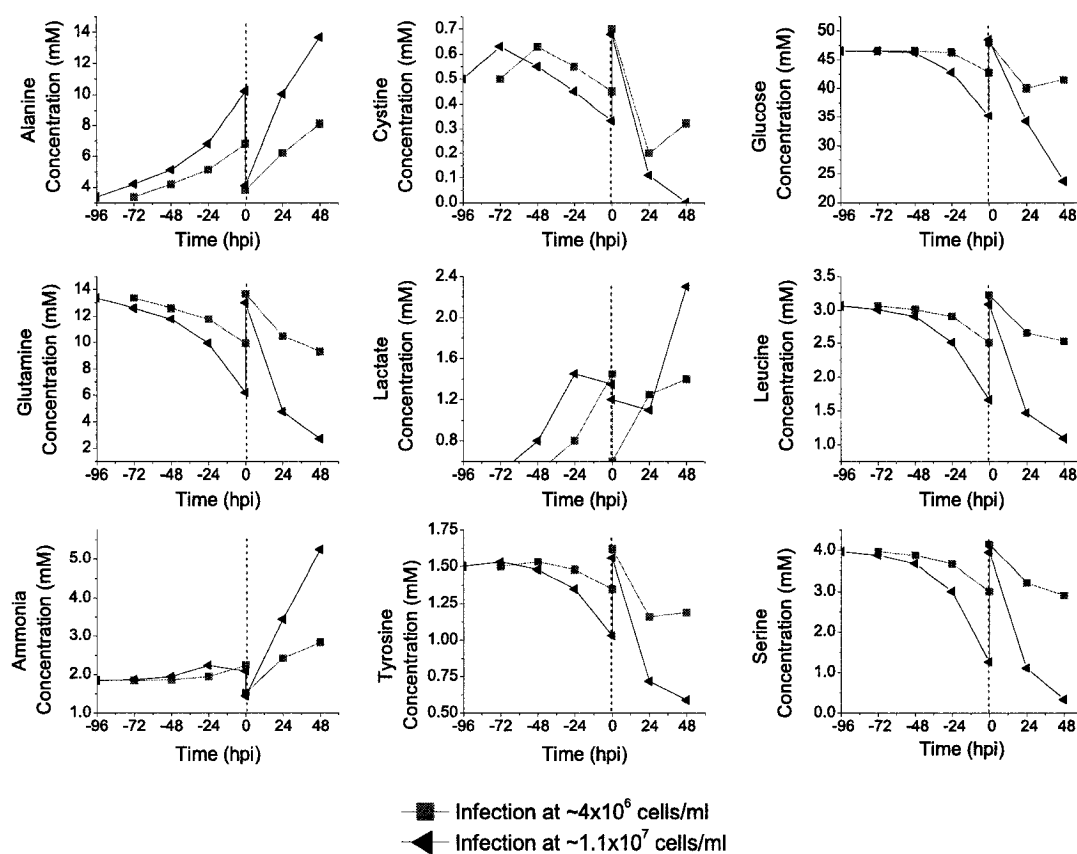 Alanine
Concentration (mM)
14
12
10
8
6
4
-96 -72 -48 -24 0 24 48
Time (hpi)
Cystine
Concentration (mM)
0.7
0.6
0.5
0.4
0.3
0.2
0.1
0.0
-96 -72 -48 -24 0 24 48
Time (hpi)
Glucose
Concentration (mM)
50
45
40
35
30
25
20
-96 -72 -48 -24 0 24 48
Time (hpi)
Glutamine
Concentration (mM)
14
12
10
8
6
4
2
-96 -72 -48 -24 0 24 48
Time (hpi)
Lactate
Concentration (mM)
2.4
2.0
1.6
1.2
0.8
-96 -72 -48 -24 0 24 48
Time (hpi)
Leucine
Concentration (mM)
3.5
3.0
2.5
2.0
1.5
1.0
-96 -72 -48 -24 0 24 48
Time (hpi)
Ammonia
Concentration (mM)
5.0
4.0
3.0
2.0
1.0
-96 -72 -48 -24 0 24 48
Time (hpi)
Tyrosine
Concentration (mM)
1.75
1.50
1.25
1.00
0.75
0.50
-96 -72 -48 -24 0 24 48
Time (hpi)
Serine
Concentration (mM)
4.0
3.0
2.0
1.0
0.0
-96 -72 -48 -24 0 24 48
Time (hpi)
Infection at ~4x10⁶ cells/ml
Infection at ~1.1x10⁷ cells/ml